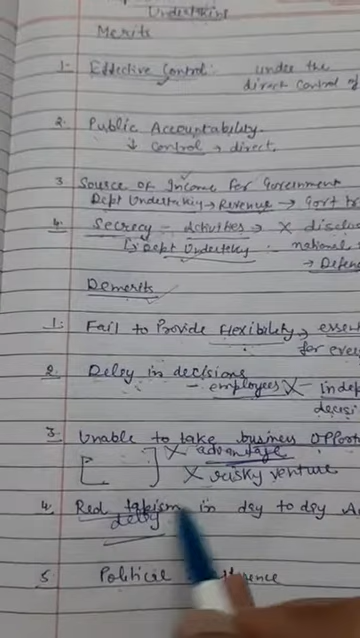 Undertaking
Merits
1- Effective Control: under the
direct control of
2. Public Accountability.
↓ control → direct.
3 Source of Income for Government
Dept Undertaking → Revenue → Govt
4. Secrecy - activities → X
Dept Undertaking national
→ Defen
Demerits
1. Fail to Provide Flexibility, essen
for ever
2. Delay in decisions
- employees X - indep
decisi
3. Unable to take business oppor
[ ] X advantage
X risky venture
4. Red tapism in day to day
delay
5. Political